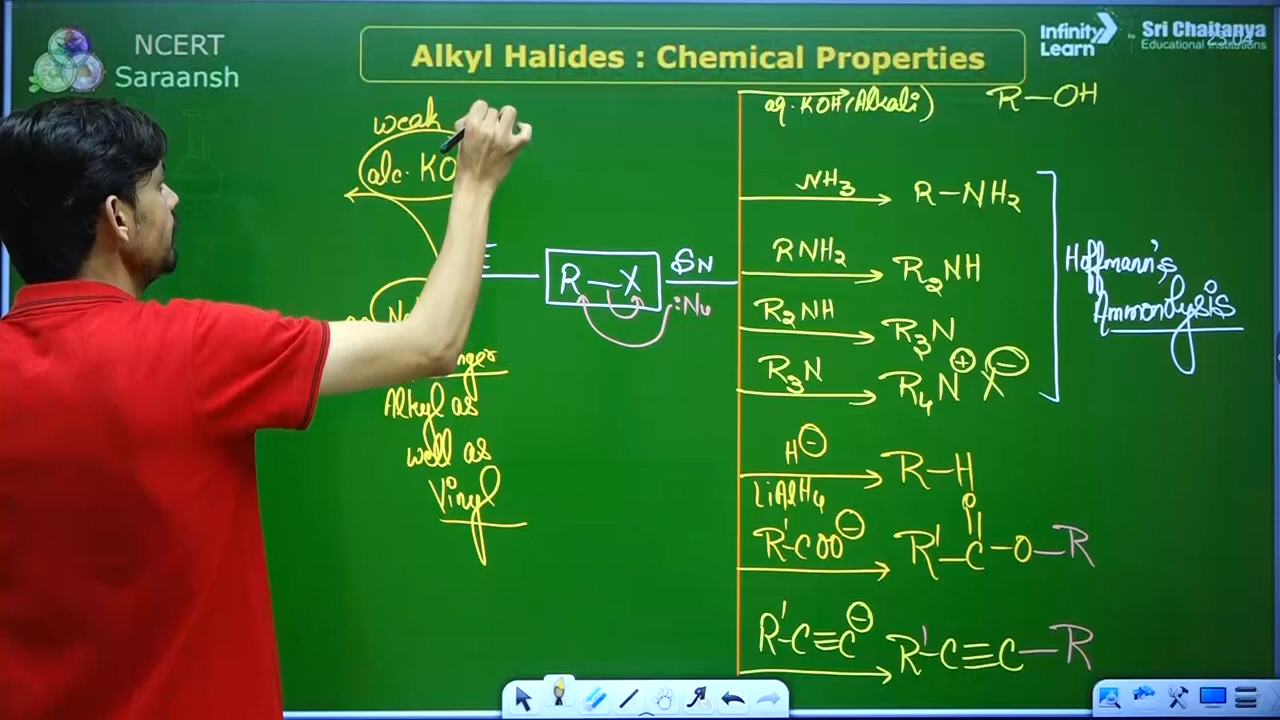 NCERT
Saraansh
Alkyl Halides : Chemical Properties
Infinity
Learn
by
Sri Chaitanya
Educational Institutions
weak
alc. KO
E
R—X
SN
:Nu
Alkyl as
well as
Vinyl
aq. KOH (Alkali) R—OH
NH3 R—NH2
RNH2 R2NH
R2NH R3N
R3N R4N⊕ X⊖
Hoffmann's
Ammonolysis
H⊖ R—H
LiAlH4
R'-COO⊖ R'—C—O—R
O
R'-C≡C⊖ R'-C≡C—R